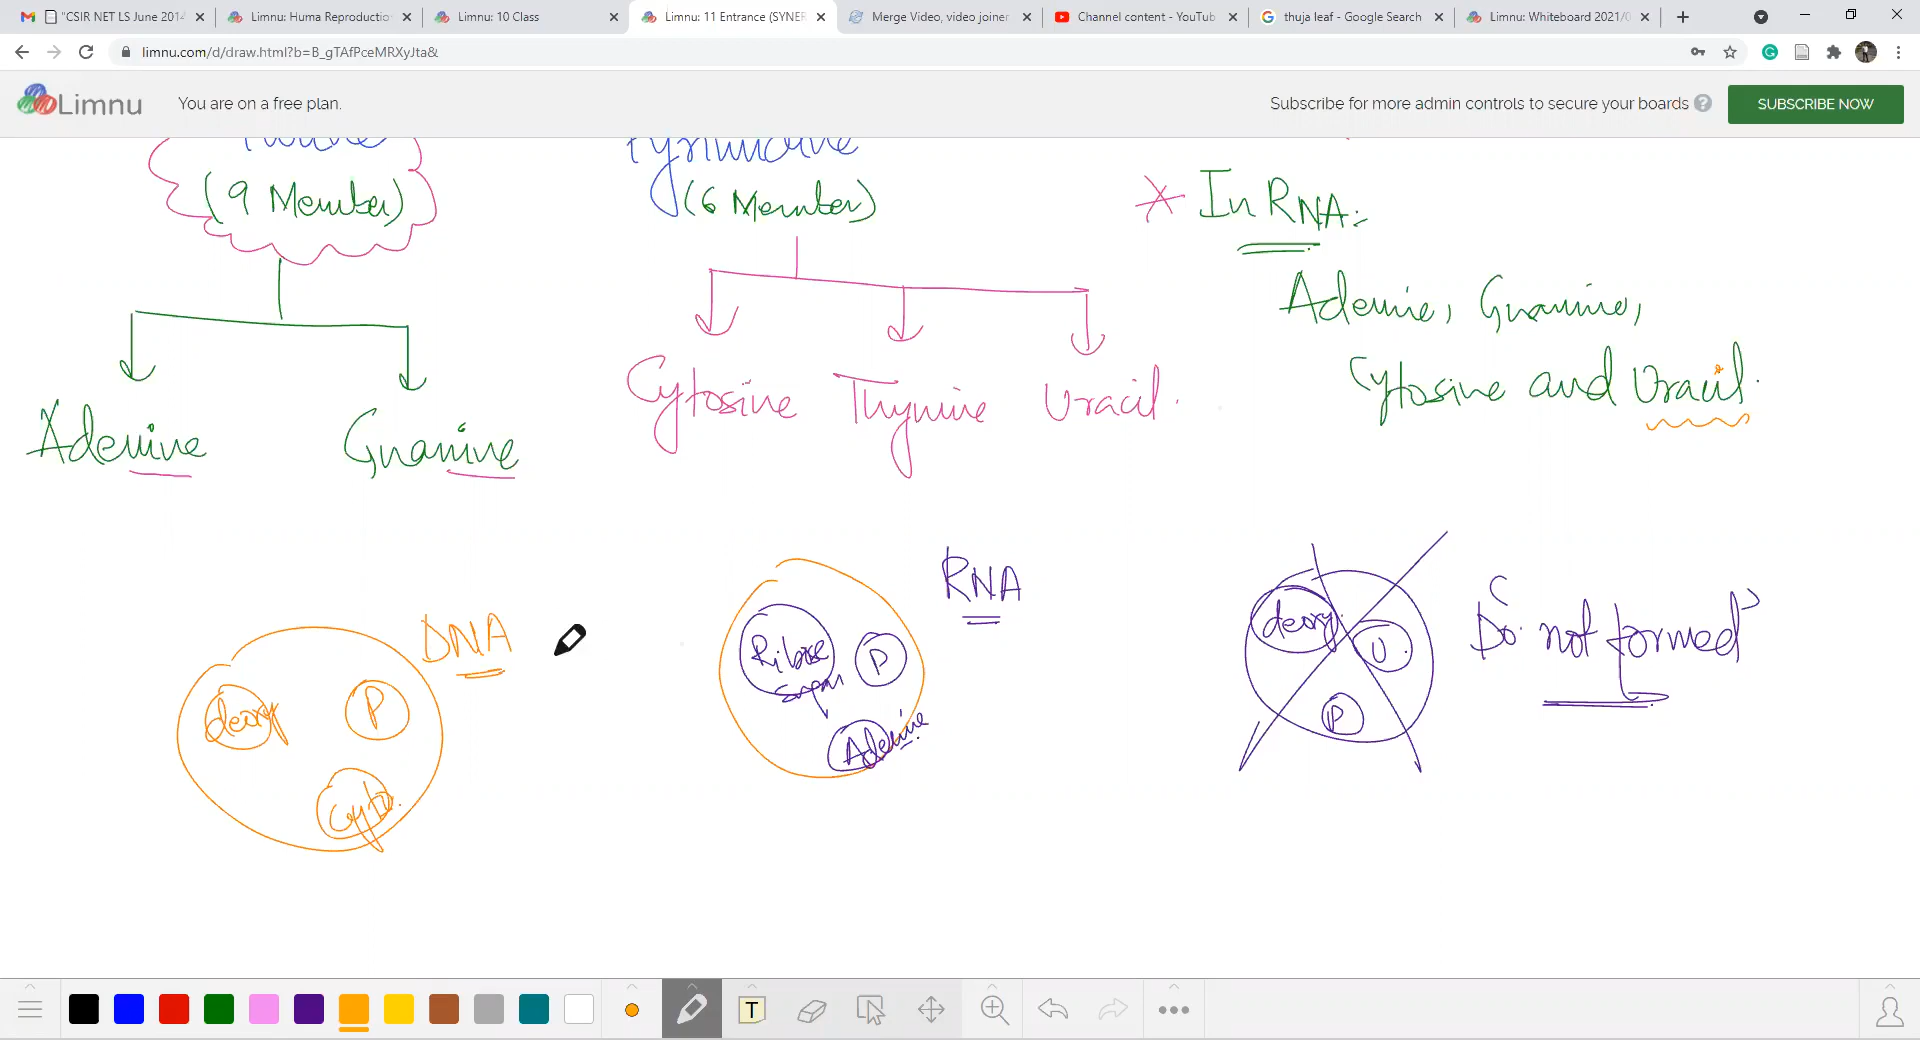 "CSIR NET LS June 2014
Limnu: Huma Reproductio
Limnu: 10 Class
Limnu: 11 Entrance (SYNER
Merge Video, video joiner
Channel content - YouTub
thuja leaf - Google Search
Limnu: Whiteboard 2021/0
limnu.com/d/draw.html?b=B_gTAfPceMRXyJta&
Limnu
You are on a free plan.
Subscribe for more admin controls to secure your boards ?
SUBSCRIBE NOW
Purine
(9 Member)
Pyrimidine
(6 Member)
In RNA:
Adenine, Guanine,
Cytosine and Uracil.
Adenine
Guanine
Cytosine
Thymine
Uracil.
DNA
deoxy
P
Cyto.
RNA
Ribose
sugar
P
Adenine
deoxy
U
P
"Do not formed"
T